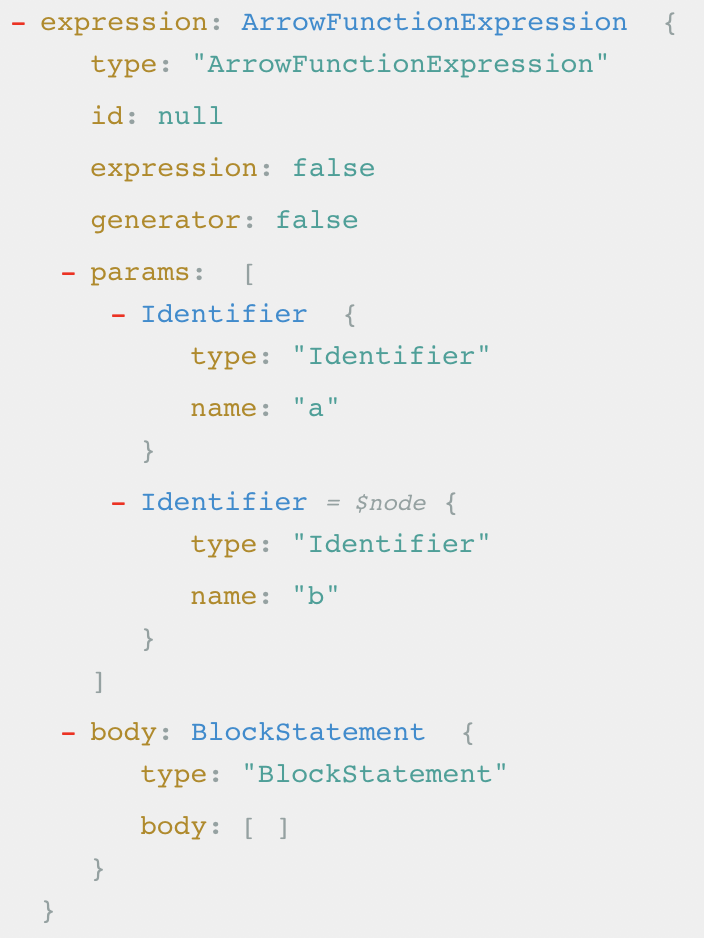 - expression: ArrowFunctionExpression {
type: "ArrowFunctionExpression"
id: null
expression: false
generator: false
- params: [
- Identifier {
type: "Identifier"
name: "a"
}
- Identifier = $node {
type: "Identifier"
name: "b"
}
]
- body: BlockStatement {
type: "BlockStatement"
body: [ ]
}
}